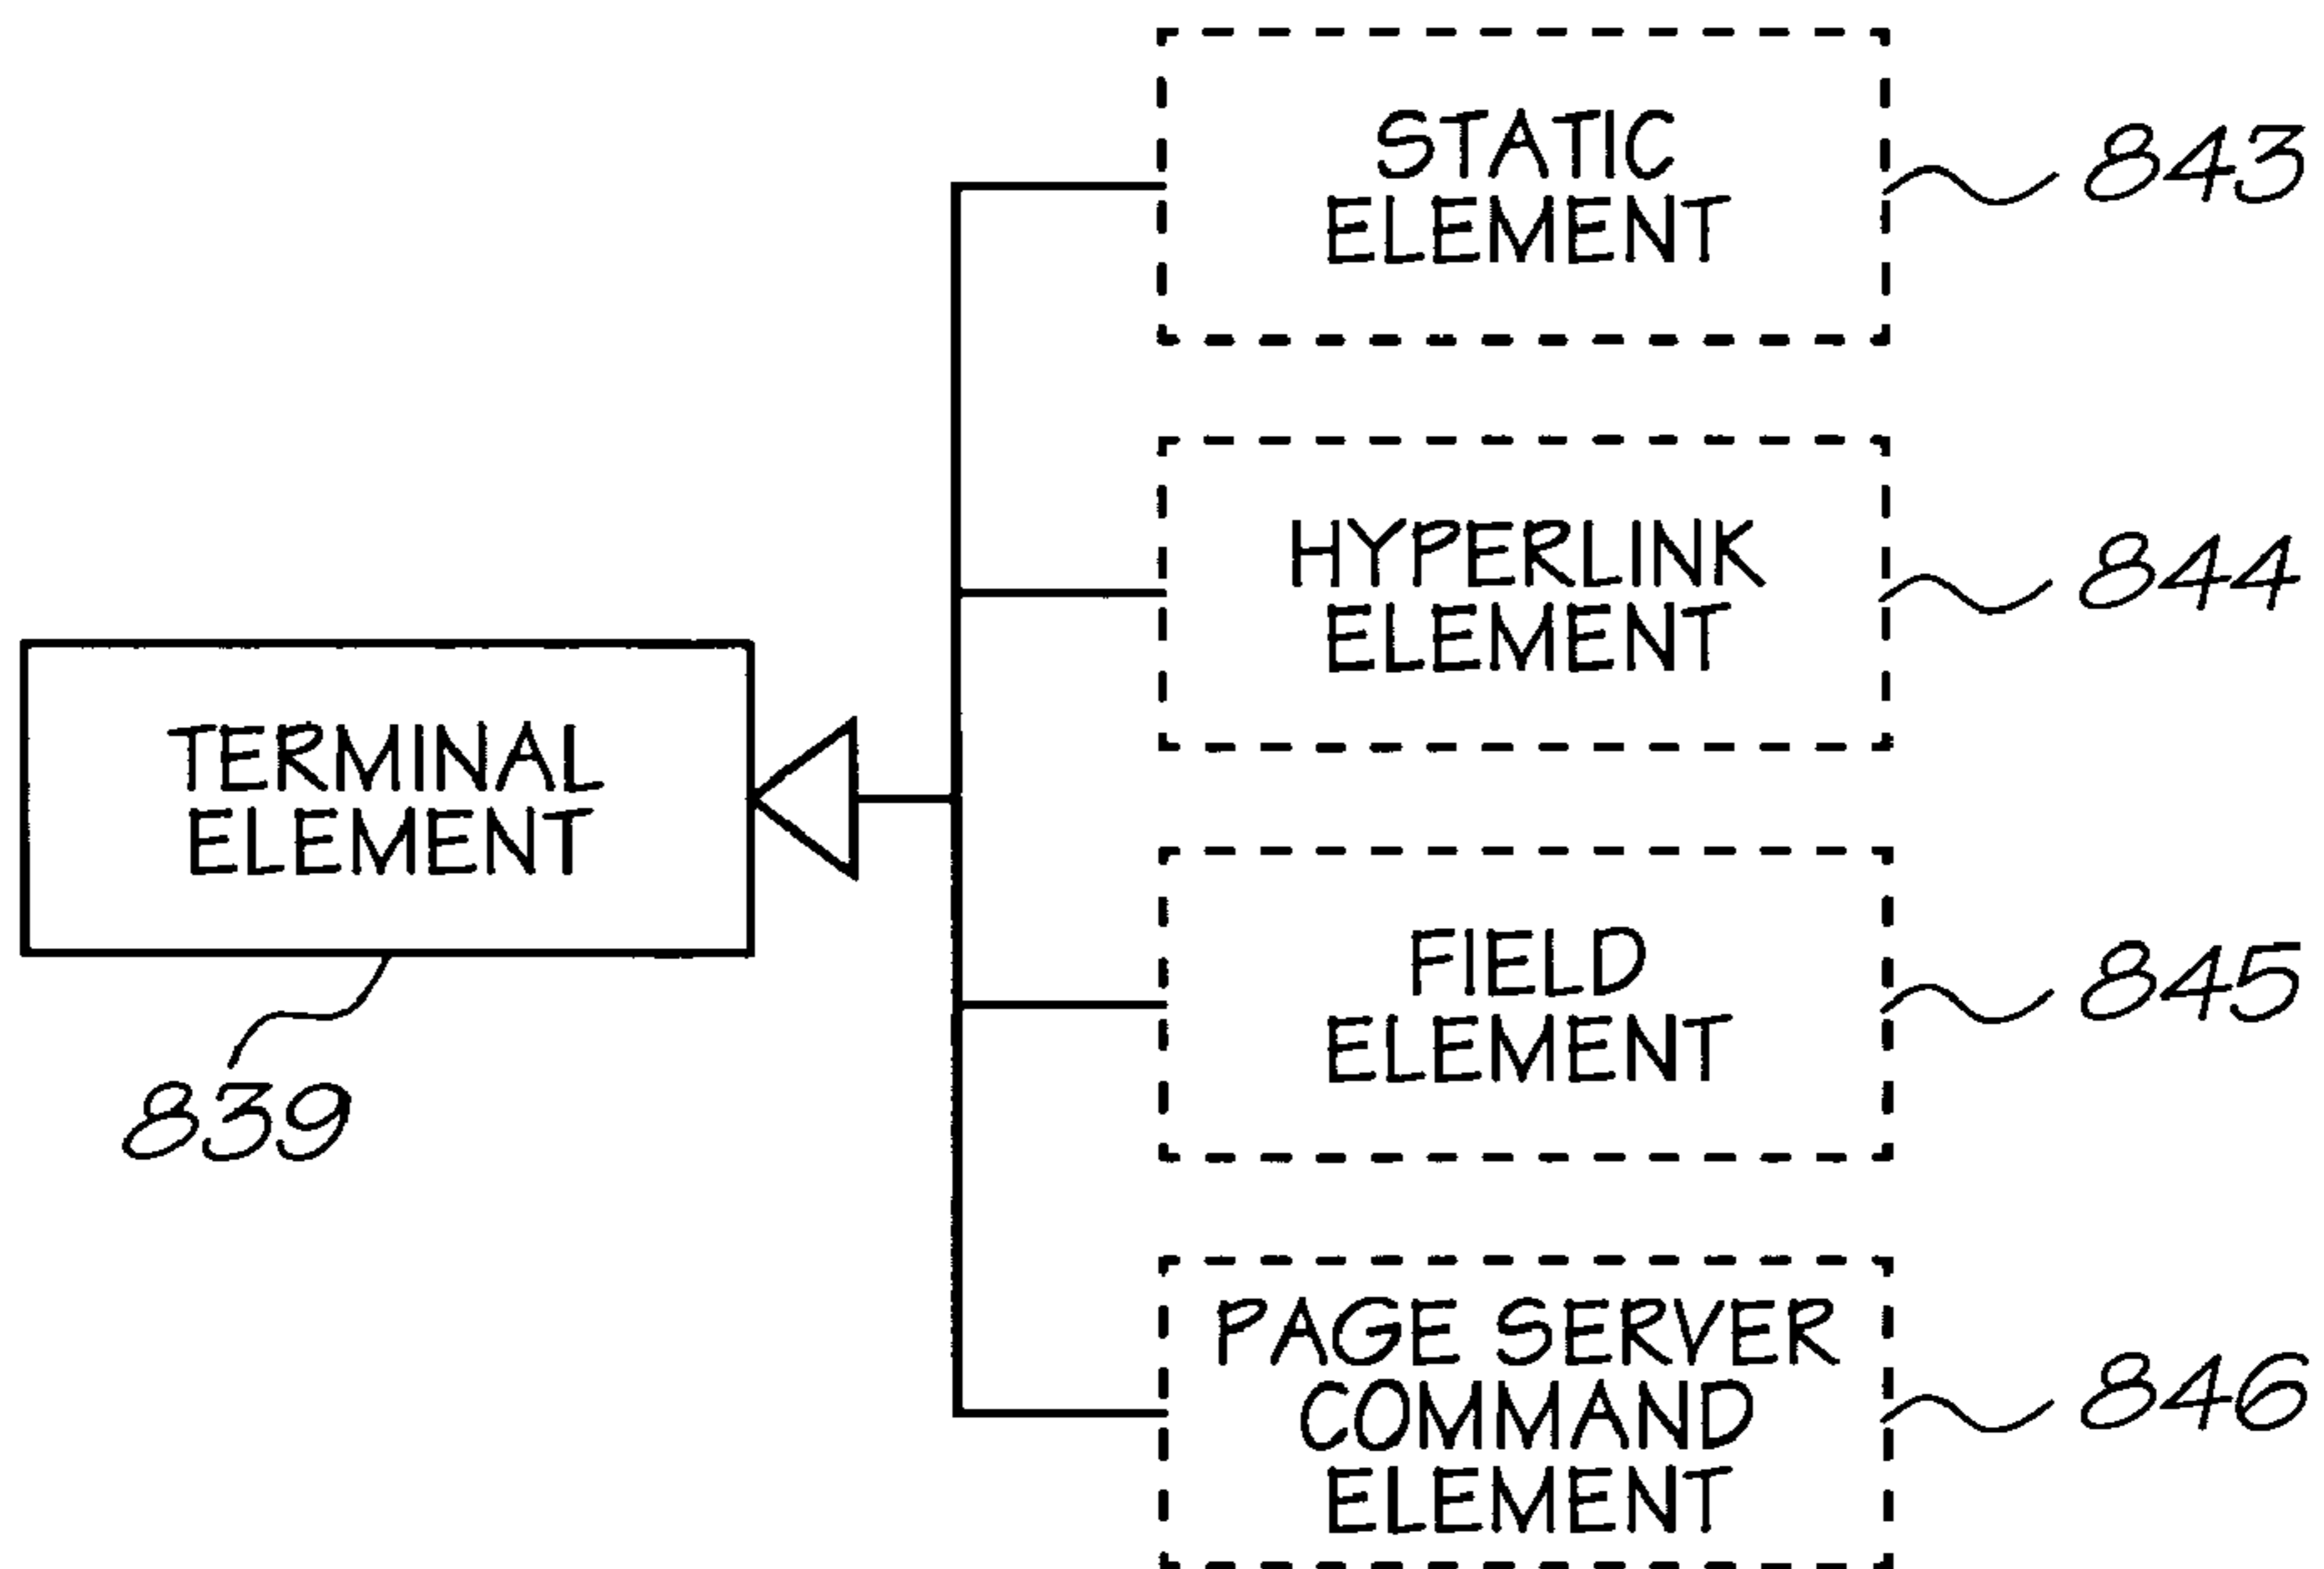 STATIC
ELEMENT
843
HYPERLINK
ELEMENT
844
TERMINAL
ELEMENT
839
FIELD
ELEMENT
845
PAGE SERVER
COMMAND
ELEMENT
846